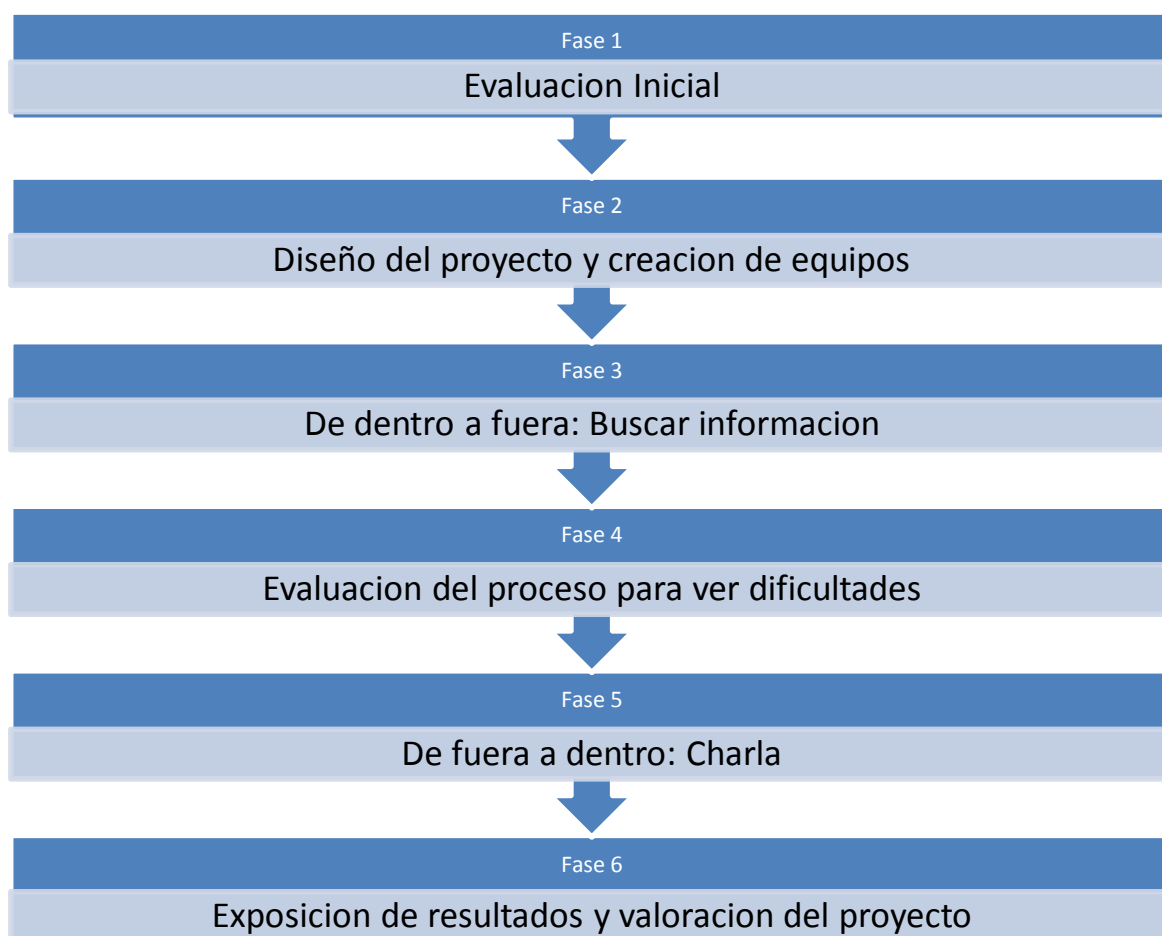 Fase 1
Evaluacion Inicial
Fase 2
Diseño del proyecto y creacion de equipos
Fase 3
De dentro a fuera: Buscar informacion
Fase 4
Evaluacion del proceso para ver dificultades
Fase 5
De fuera a dentro: Charla
Fase 6
Exposicion de resultados y valoracion del proyecto